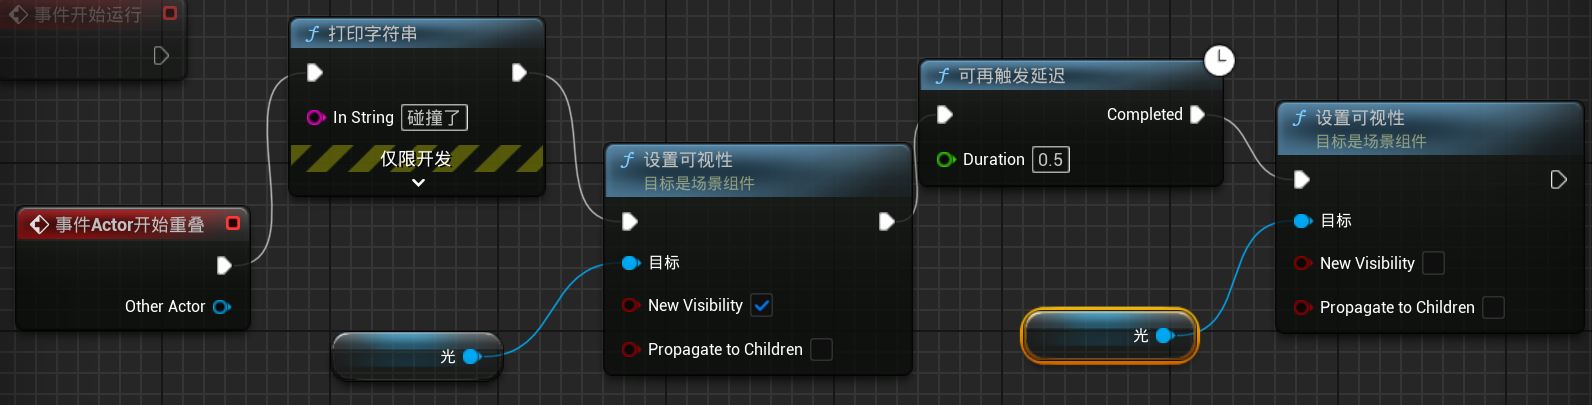 事件开始运行
打印字符串
In String 碰撞了
仅限开发
事件Actor开始重叠
Other Actor
设置可视性
目标是场景组件
目标
New Visibility
Propagate to Children
光
可再触发延迟
Completed
Duration 0.5
设置可视性
目标是场景组件
目标
New Visibility
Propagate to Children
光